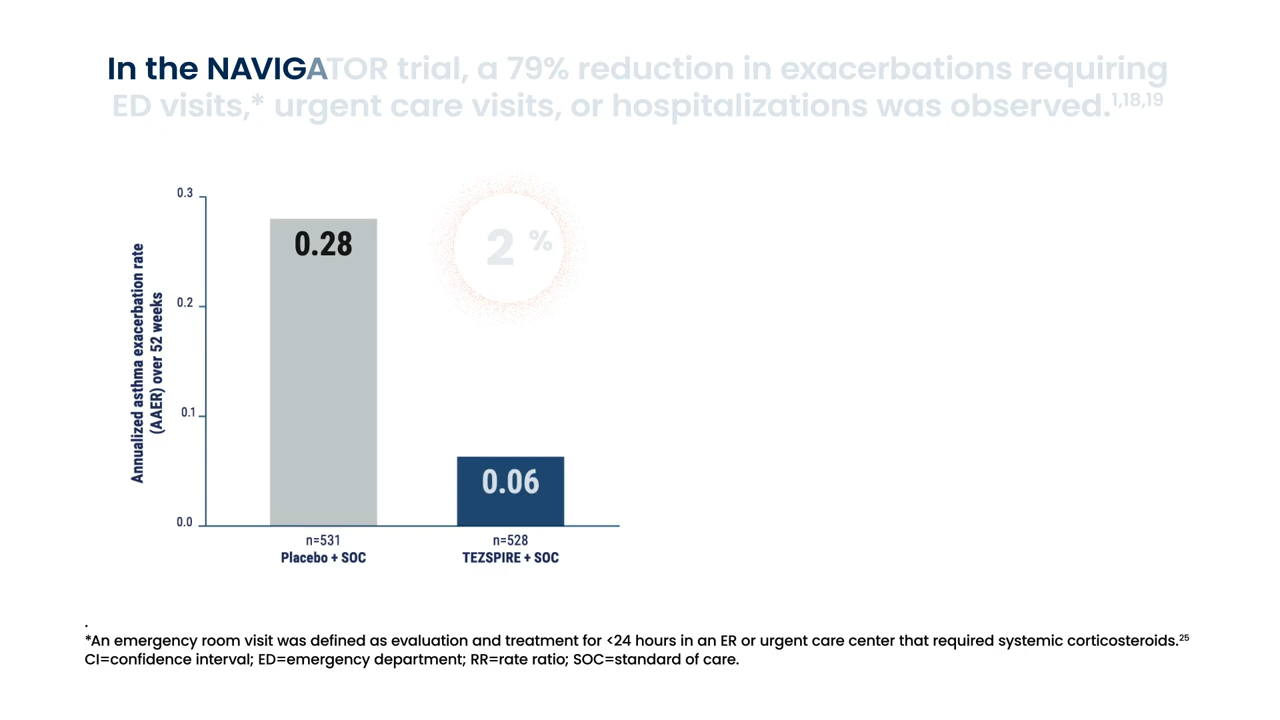 In the NAVIGATOR trial, a 79% reduction in exacerbations requiring
ED visits,* urgent care visits, or hospitalizations was observed.1,18,19
Annualized asthma exacerbation rate
(AAER) over 52 weeks
0.3
0.2
0.1
0.0
0.28
2 %
0.06
n=531
Placebo + SOC
n=528
TEZSPIRE + SOC
.
*An emergency room visit was defined as evaluation and treatment for <24 hours in an ER or urgent care center that required systemic corticosteroids.25
CI=confidence interval; ED=emergency department; RR=rate ratio; SOC=standard of care.